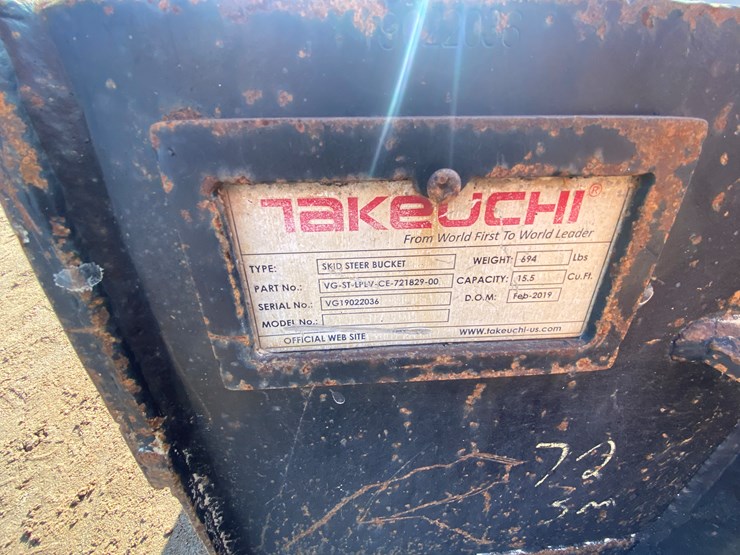 TAKEUCHI®
From World First To World Leader
TYPE: SKID STEER BUCKET WEIGHT: 694 Lbs
PART No.: VG-ST-LPLV-CE-721829-00 CAPACITY: 15.5 Cu.Ft.
SERIAL No.: VG19022036 D.O.M: Feb-2019
MODEL No.:
OFFICIAL WEB SITE www.takeuchi-us.com
72